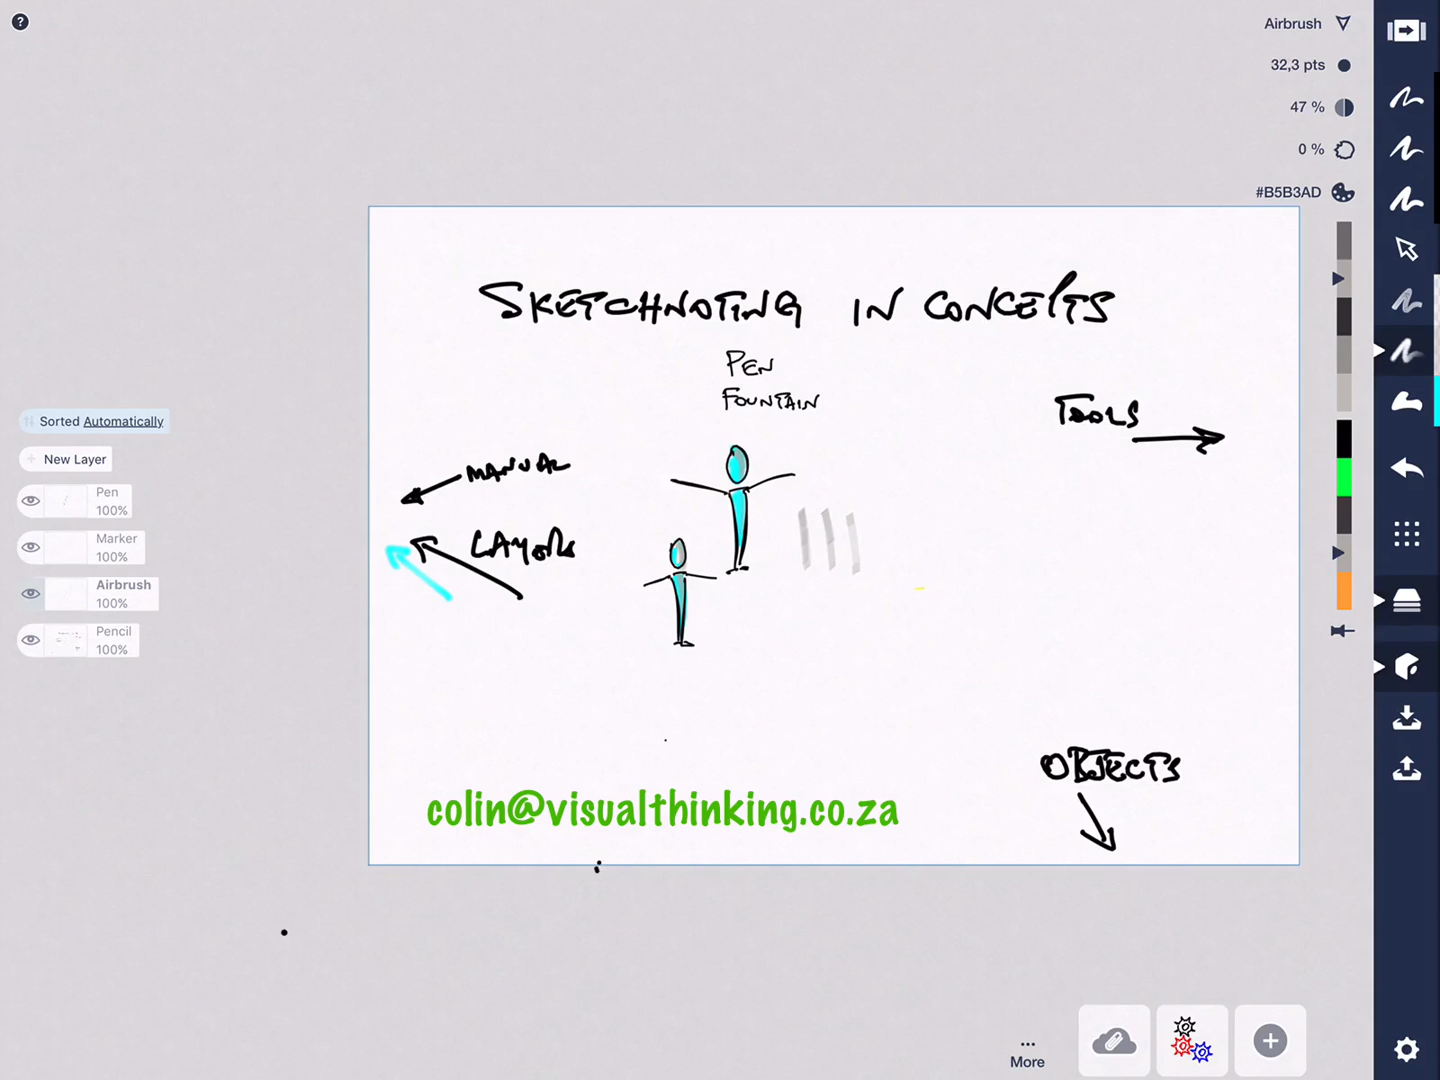 ?
Airbrush
32,3 pts
47 %
0 %
#B5B3AD
SKETCHNOTING IN CONCEPTS
PEN
FOUNTAIN
TOOLS
MANUAL
LAYERS
Sorted Automatically
+ New Layer
Pen
100%
Marker
100%
Airbrush
100%
Pencil
100%
OBJECTS
colin@visualthinking.co.za
... More